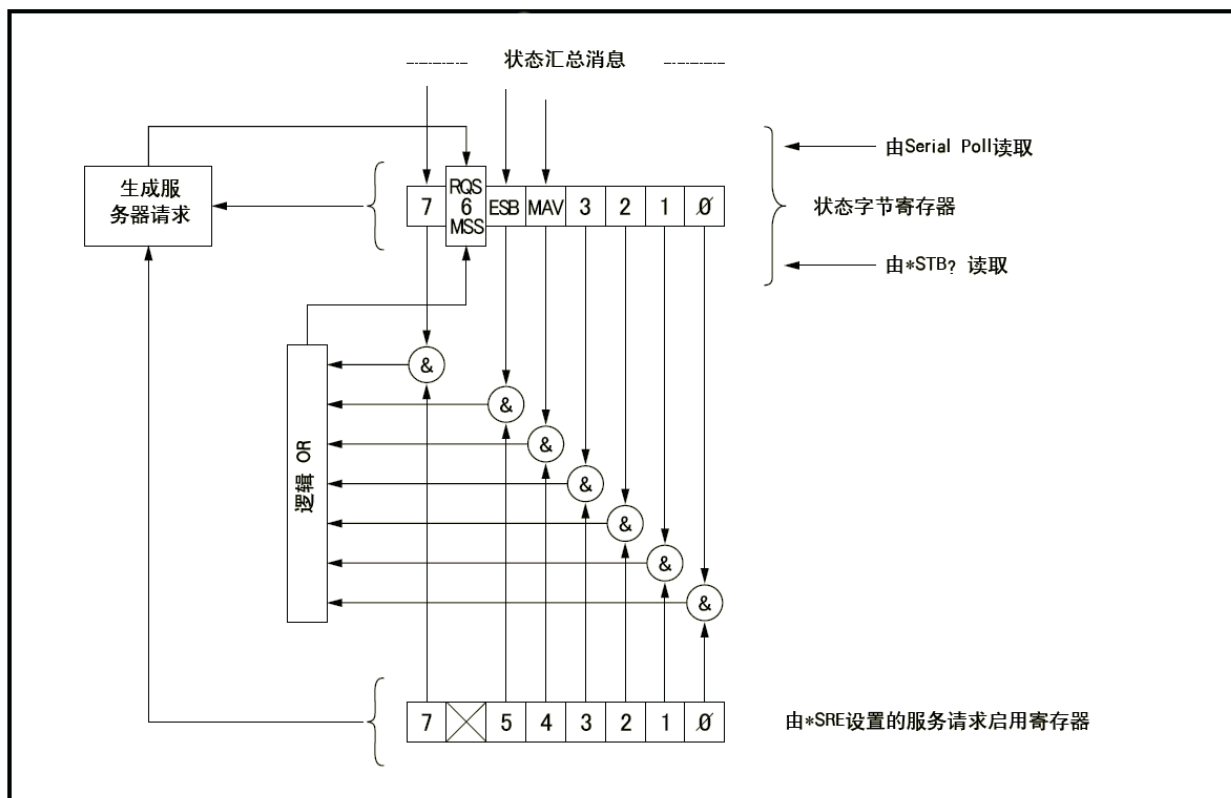 状态汇总消息
由Serial Poll读取
生成服
务器请求
7
RQS
6
MSS
ESB
MAV
3
2
1
0
状态字节寄存器
由*STB? 读取
&
&
&
&
&
&
&
逻辑 OR
7
5
4
3
2
1
0
由*SRE设置的服务请求启用寄存器